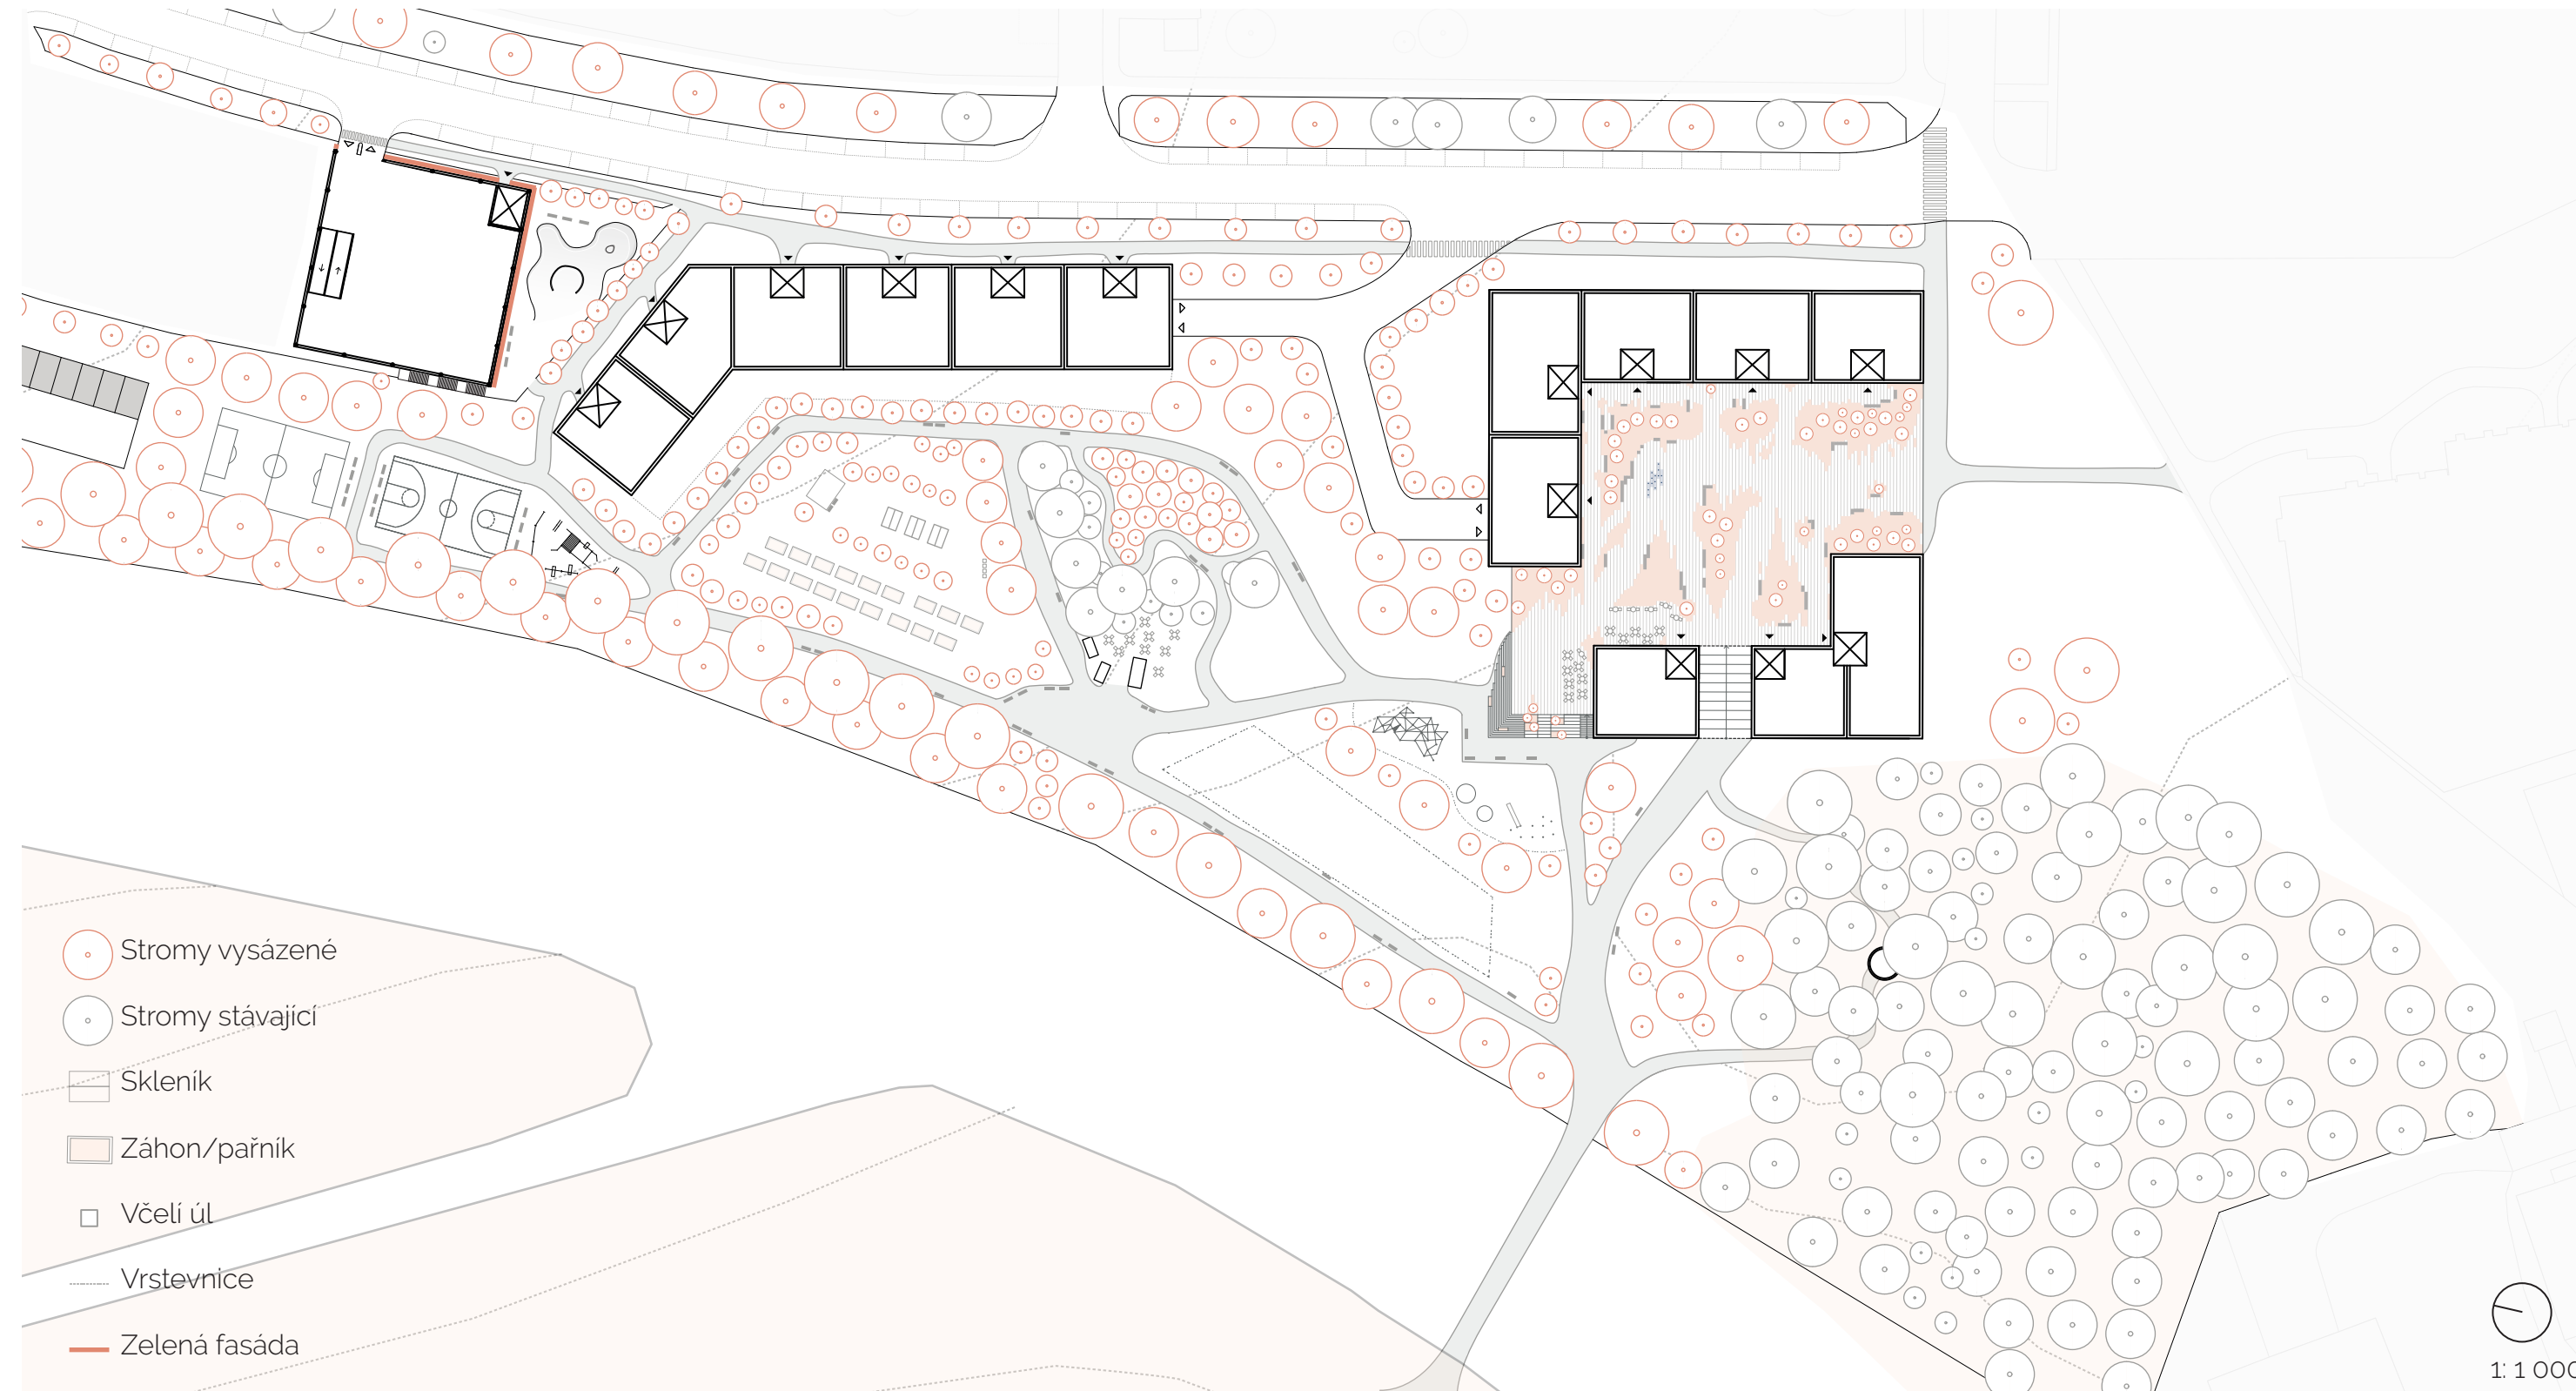 Stromy vysázené
Stromy stávající
Skleník
Záhon/pařník
Včelí úl
Vrstevnice
Zelená fasáda
1: 1 000